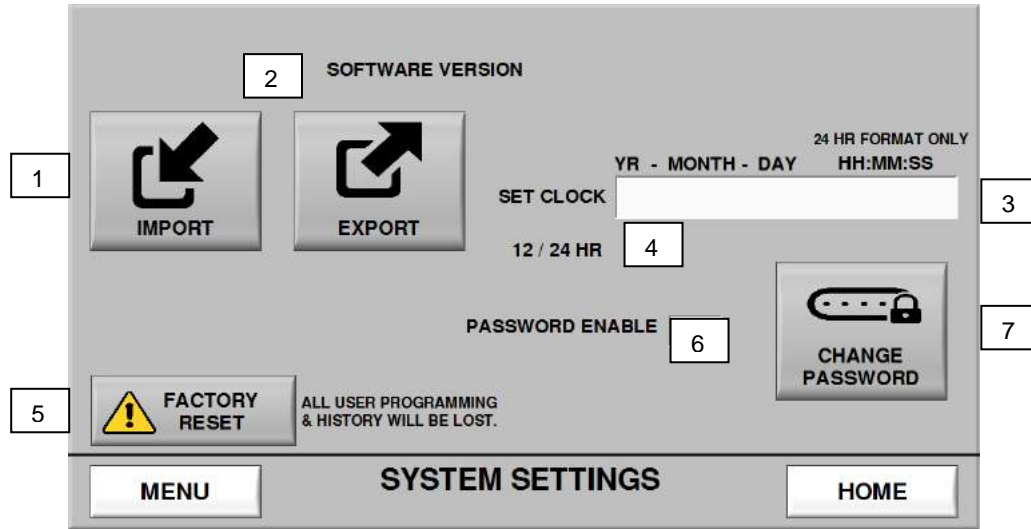 2
SOFTWARE VERSION
1
IMPORT
EXPORT
24 HR FORMAT ONLY
YR - MONTH - DAY
HH:MM:SS
SET CLOCK
3
12 / 24 HR
4
PASSWORD ENABLE
6
CHANGE
PASSWORD
7
5
FACTORY
RESET
ALL USER PROGRAMMING
& HISTORY WILL BE LOST.
MENU
SYSTEM SETTINGS
HOME